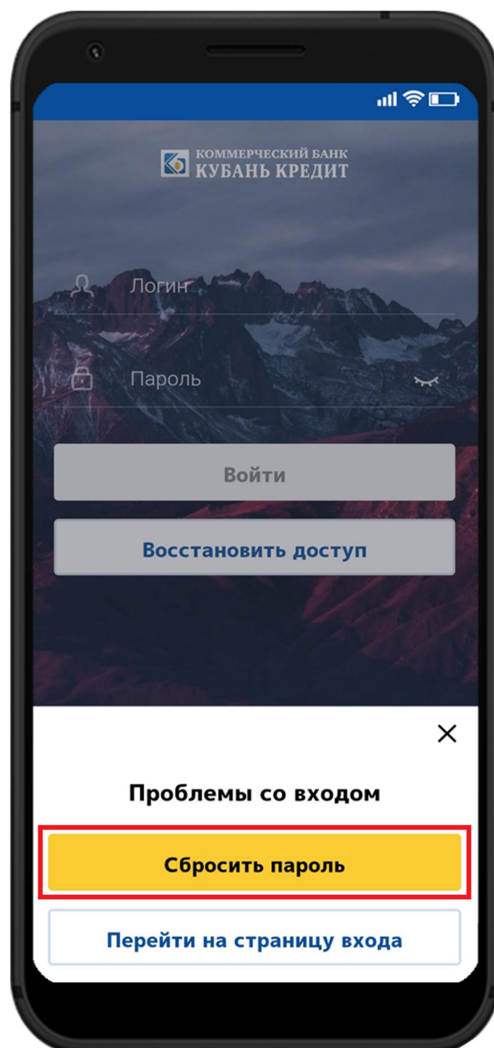 КОММЕРЧЕСКИЙ БАНК
КУБАНЬ КРЕДИТ
Логин
Пароль
Войти
Восстановить доступ
Проблемы со входом
Сбросить пароль
Перейти на страницу входа